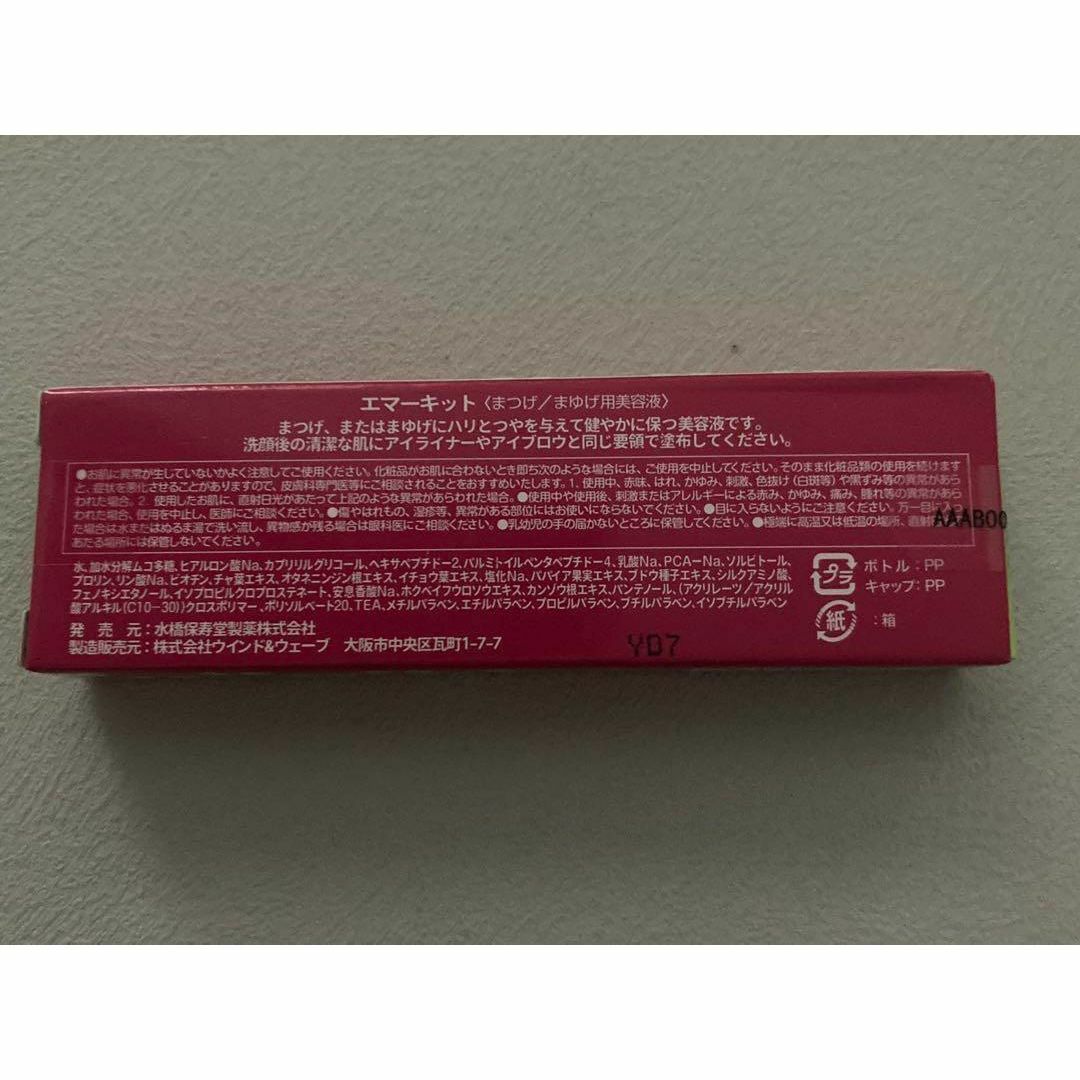 エマーキット〈まつげ／まゆげ用美容液〉
まつげ、またはまゆげにハリとつやを与えて健やかに保つ美容液です。
洗顔後の清潔な肌にアイライナーやアイブロウと同じ要領で塗布してください。
●お肌に異常が生じていないかよく注意してご使用ください。化粧品がお肌に合わないとき即ち次のような場合には、ご使用を中止してください。そのまま化粧品類の使用を続けます
と、症状を悪化させることがありますので、皮膚科専門医等にご相談されることをおすすめいたします。1. 使用中、赤味、はれ、かゆみ、刺激、色抜け（白斑等）や黒ずみ等の異常があら
われた場合。2. 使用したお肌に、直射日光があたって上記のような異常があらわれた場合。●使用中や使用後、刺激またはアレルギーによる赤み、かゆみ、痛み、腫れ等の異常があら
われた場合、使用を中止し、医師にご相談ください。●傷やはれもの、湿疹等、異常がある部位にはお使いにならないでください。●目に入らないようにご注意ください。万一目に入っ
た場合は水またはぬるま湯で洗い流し、異物感が残る場合は眼科医にご相談ください。●乳幼児の手の届かないところに保管してください。●極端に高温又は低温の場所、直射
あたる場所には保管しないでください。
AAAB00
水、加水分解ムコ多糖、ヒアルロン酸Na、カプリリルグリコール、ヘキサペプチドー2、パルミトイルペンタペプチドー4、乳酸Na、PCAーNa、ソルビトール、
プロリン、リン酸Na、ビオチン、チャ葉エキス、オタネニンジン根エキス、イチョウ葉エキス、塩化Na、パパイア果実エキス、ブドウ種子エキス、シルクアミノ酸、
フェノキシエタノール、イソプロピルクロプロステネート、安息香酸Na、ホクベイフウロソウエキス、カンゾウ根エキス、パンテノール、（アクリレーツ／アクリル
酸アルキル(C10-30)）クロスポリマー、ポリソルベート20、TEA、メチルパラベン、エチルパラベン、プロピルパラベン、ブチルパラベン、イソブチルパラベン
発 売 元：水橋保寿堂製薬株式会社
製造販売元：株式会社ウインド&ウェーブ 大阪市中央区瓦町1-7-7
YD7
プラ
ボトル：PP
キャップ：PP
紙
：箱